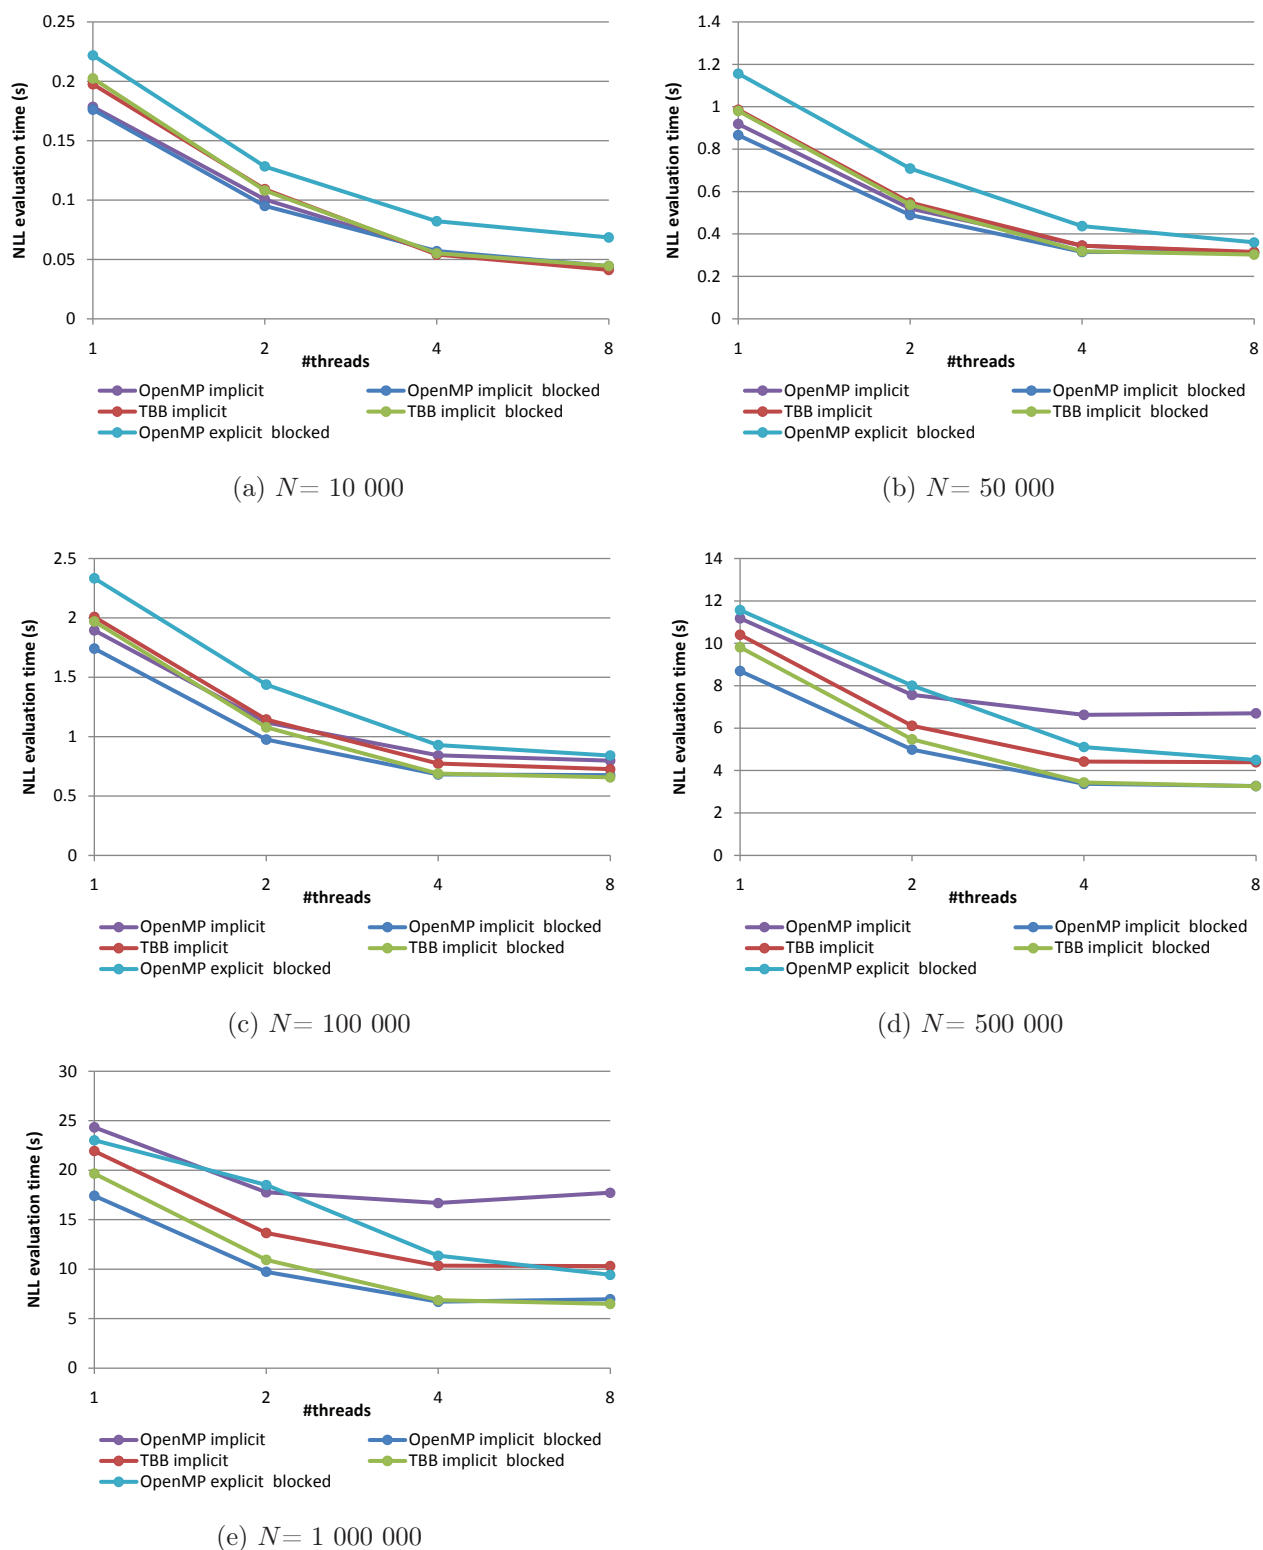 NLL evaluation time (s)
0.25
0.2
0.15
0.1
0.05
0
1 2 4 8
#threads
OpenMP implicit OpenMP implicit blocked
TBB implicit TBB implicit blocked
OpenMP explicit blocked
(a) N= 10 000
NLL evaluation time (s)
1.4
1.2
1
0.8
0.6
0.4
0.2
0
1 2 4 8
#threads
OpenMP implicit OpenMP implicit blocked
TBB implicit TBB implicit blocked
OpenMP explicit blocked
(b) N= 50 000
NLL evaluation time (s)
2.5
2
1.5
1
0.5
0
1 2 4 8
#threads
OpenMP implicit OpenMP implicit blocked
TBB implicit TBB implicit blocked
OpenMP explicit blocked
(c) N= 100 000
NLL evaluation time (s)
14
12
10
8
6
4
2
0
1 2 4 8
#threads
OpenMP implicit OpenMP implicit blocked
TBB implicit TBB implicit blocked
OpenMP explicit blocked
(d) N= 500 000
NLL evaluation time (s)
30
25
20
15
10
5
0
1 2 4 8
#threads
OpenMP implicit OpenMP implicit blocked
TBB implicit TBB implicit blocked
OpenMP explicit blocked
(e) N= 1 000 000